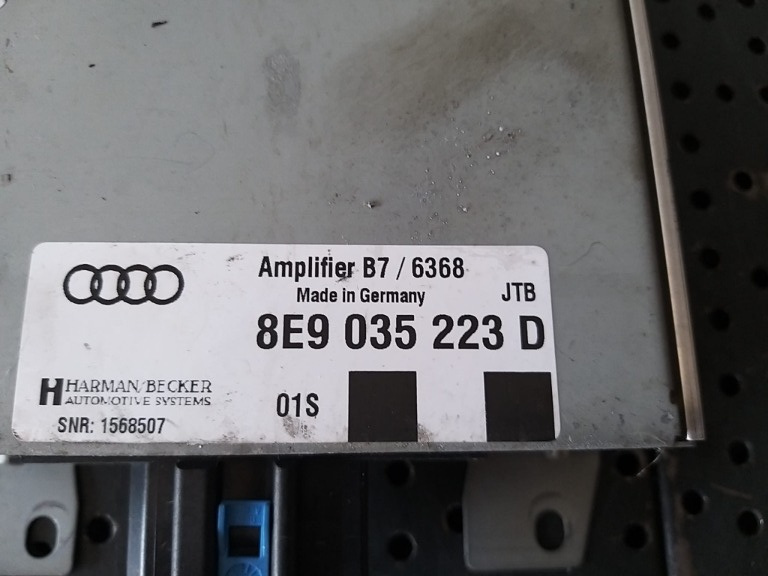 Amplifier B7 / 6368
Made in Germany JTB
8E9 035 223 D
H HARMAN/BECKER
AUTOMOTIVE SYSTEMS
01S
SNR: 1568507